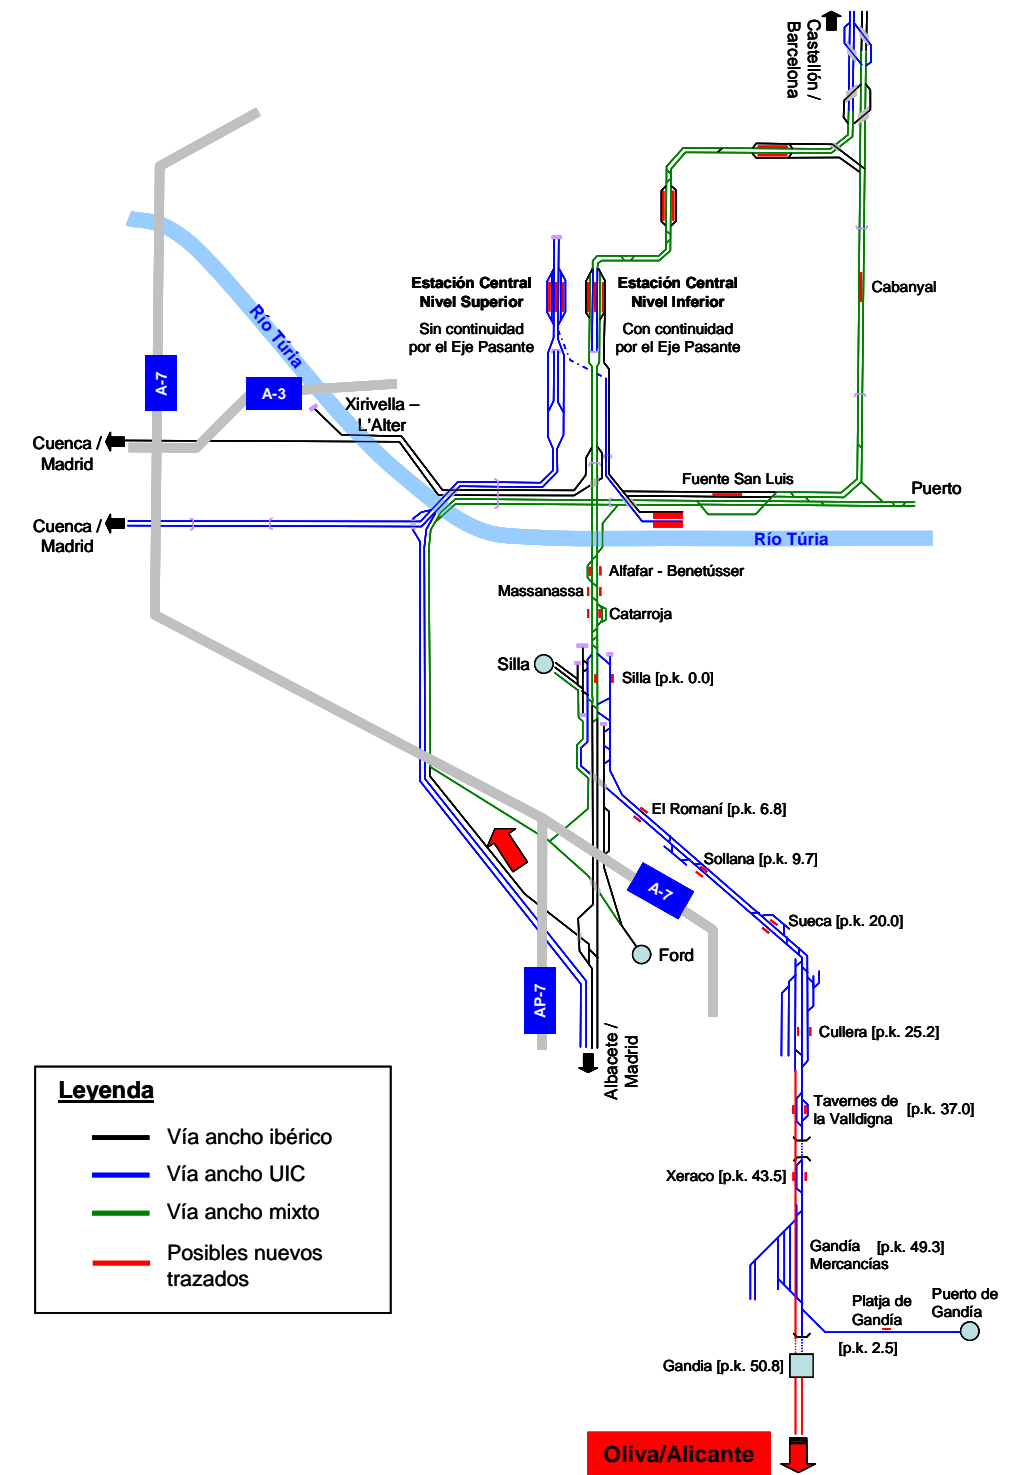 Castellón /
Barcelona
Estación Central
Nivel Superior
Sin continuidad
por el Eje Pasante
Estación Central
Nivel Inferior
Con continuidad
por el Eje Pasante
Cabanyal
Río Túria
A-7
A-3
Xirivella –
L'Alter
Cuenca /
Madrid
Fuente San Luis
Puerto
Cuenca /
Madrid
Río Túria
Alfafar - Benetússer
Massanassa
Catarroja
Silla
Silla [p.k. 0.0]
El Romaní [p.k. 6.8]
Sollana [p.k. 9.7]
A-7
Sueca [p.k. 20.0]
Ford
AP-7
Cullera [p.k. 25.2]
Albacete /
Madrid
Tavernes de
la Valldigna
[p.k. 37.0]
Xeraco [p.k. 43.5]
Gandía
Mercancías
[p.k. 49.3]
Platja de
Gandía
Puerto de
Gandía
[p.k. 2.5]
Gandia [p.k. 50.8]
Oliva/Alicante
Leyenda
Vía ancho ibérico
Vía ancho UIC
Vía ancho mixto
Posibles nuevos
trazados